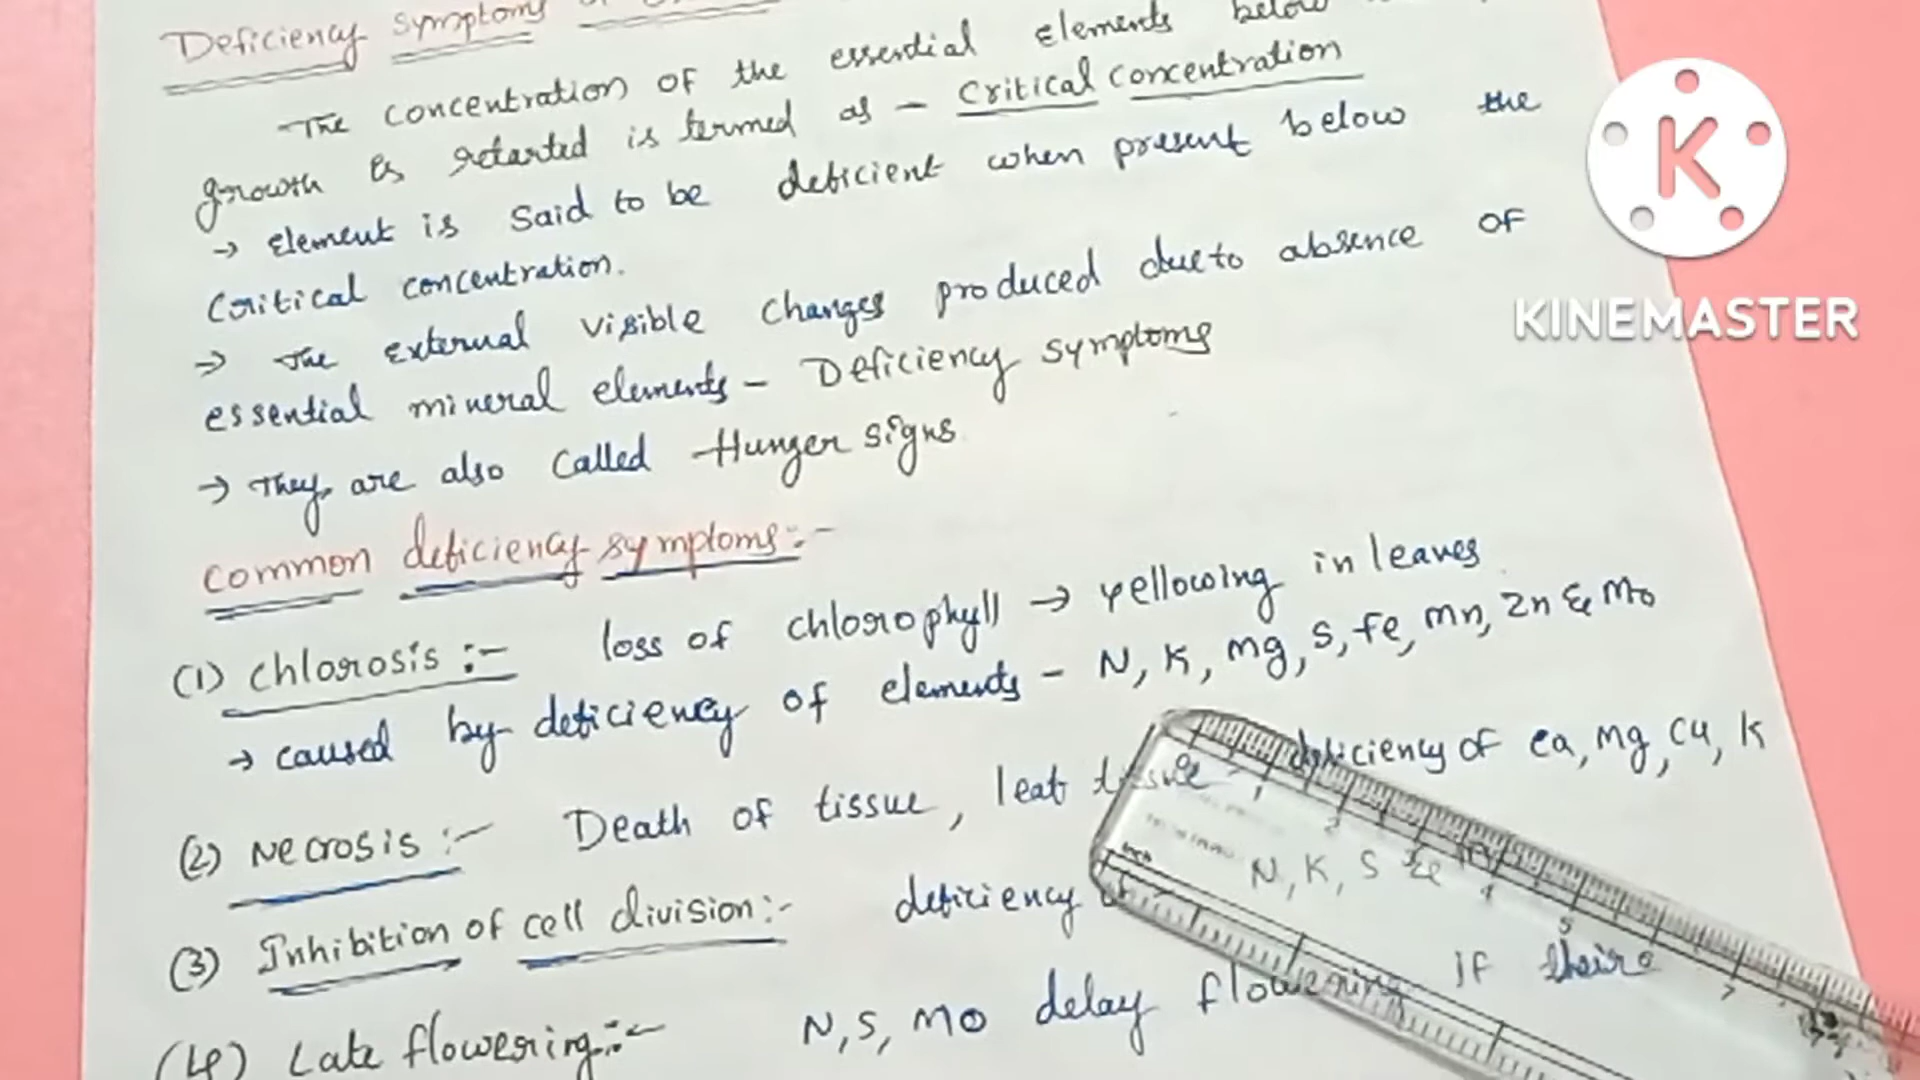 Deficiency symptoms
The concentration of the essential elements below
growth is retarted is termed as - Critical Concentration
→ Element is said to be deficient when present below the
Critical concentration.
→ The external visible changes produced due to absence of
essential mineral elements - Deficiency symptoms
→ They are also called Hunger signs
Common deficiency symptoms:-
(1) Chlorosis :- loss of chlorophyll → yellowing in leaves
→ caused by deficiency of elements - N, K, Mg, S, Fe, Mn, Zn & Mo
(2) Necrosis :- Death of tissue, leaf tissue - deficiency of Ca, Mg, Cu, K
(3) Inhibition of cell division:- deficiency N, K, S
(4) Late flowering:- N, S, Mo delay flowering if their
K
KINEMASTER